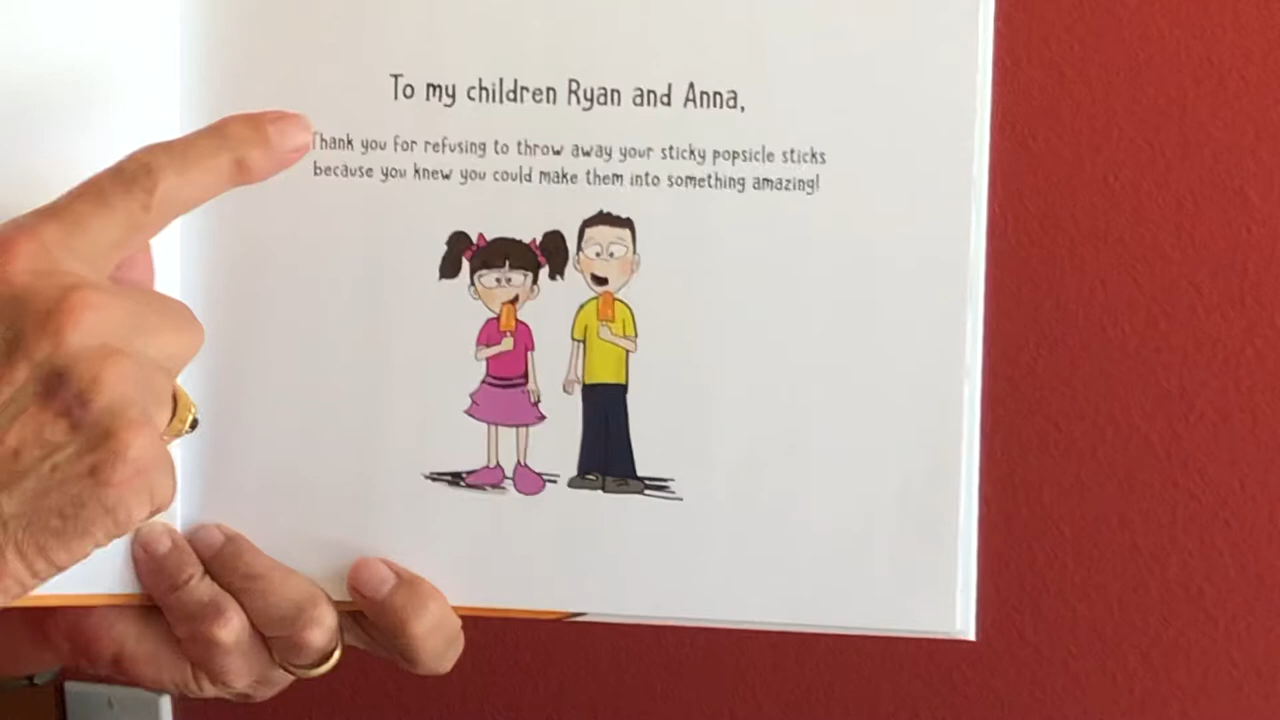 To my children Ryan and Anna,
Thank you for refusing to throw away your sticky popsicle sticks
because you knew you could make them into something amazing!